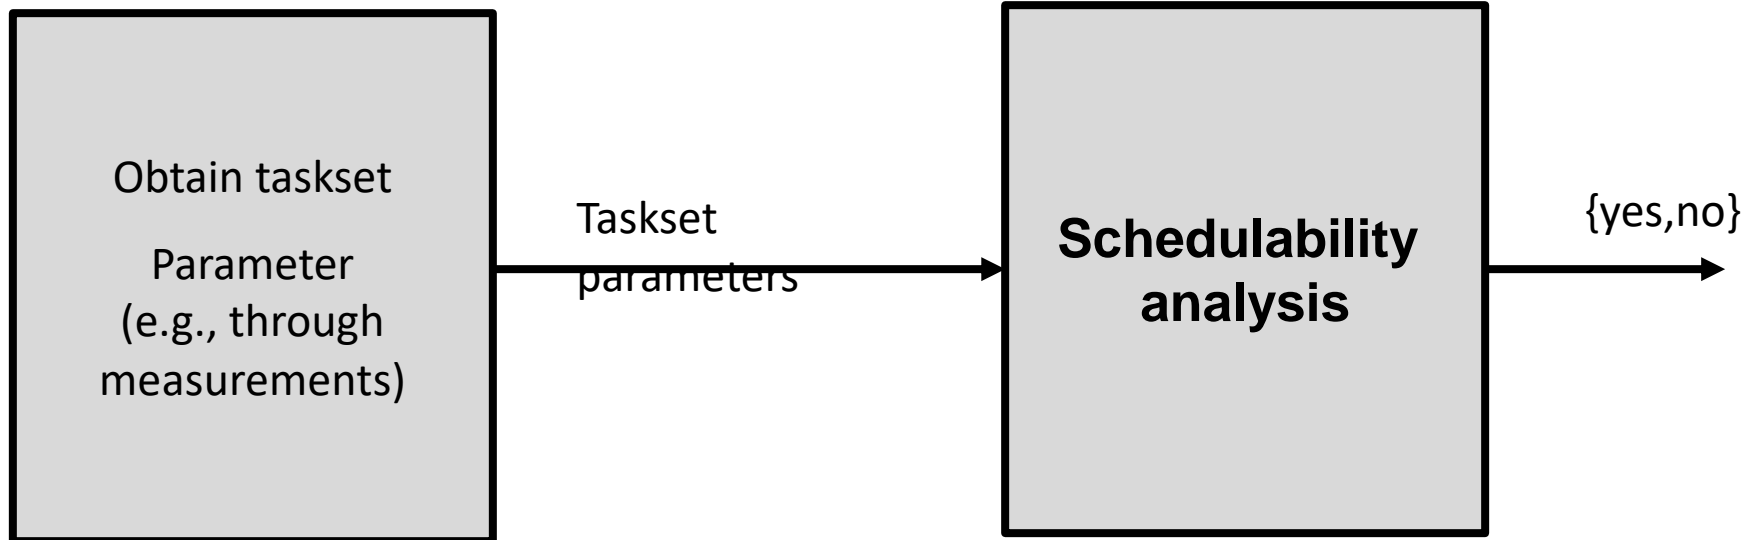 Obtain taskset
Parameter
(e.g., through
measurements)
Taskset
parameters
Schedulability
analysis
{yes,no}